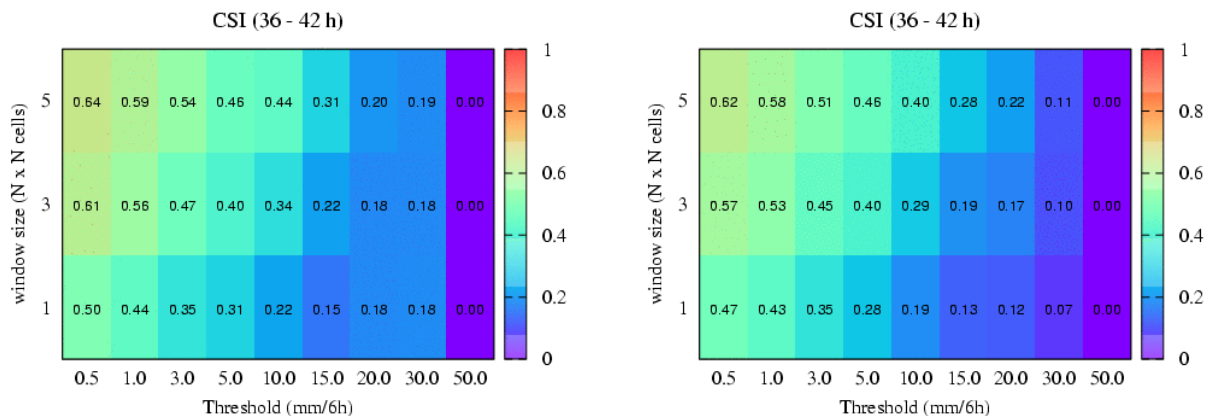 CSI (36 - 42 h)
window size (N x N cells)
5 0.64 0.59 0.54 0.46 0.44 0.31 0.20 0.19 0.00
3 0.61 0.56 0.47 0.40 0.34 0.22 0.18 0.18 0.00
1 0.50 0.44 0.35 0.31 0.22 0.15 0.18 0.18 0.00
0.5 1.0 3.0 5.0 10.0 15.0 20.0 30.0 50.0
Threshold (mm/6h)
1
0.8
0.6
0.4
0.2
0
CSI (36 - 42 h)
window size (N x N cells)
5 0.62 0.58 0.51 0.46 0.40 0.28 0.22 0.11 0.00
3 0.57 0.53 0.45 0.40 0.29 0.19 0.17 0.10 0.00
1 0.47 0.43 0.35 0.28 0.19 0.13 0.12 0.07 0.00
0.5 1.0 3.0 5.0 10.0 15.0 20.0 30.0 50.0
Threshold (mm/6h)
1
0.8
0.6
0.4
0.2
0